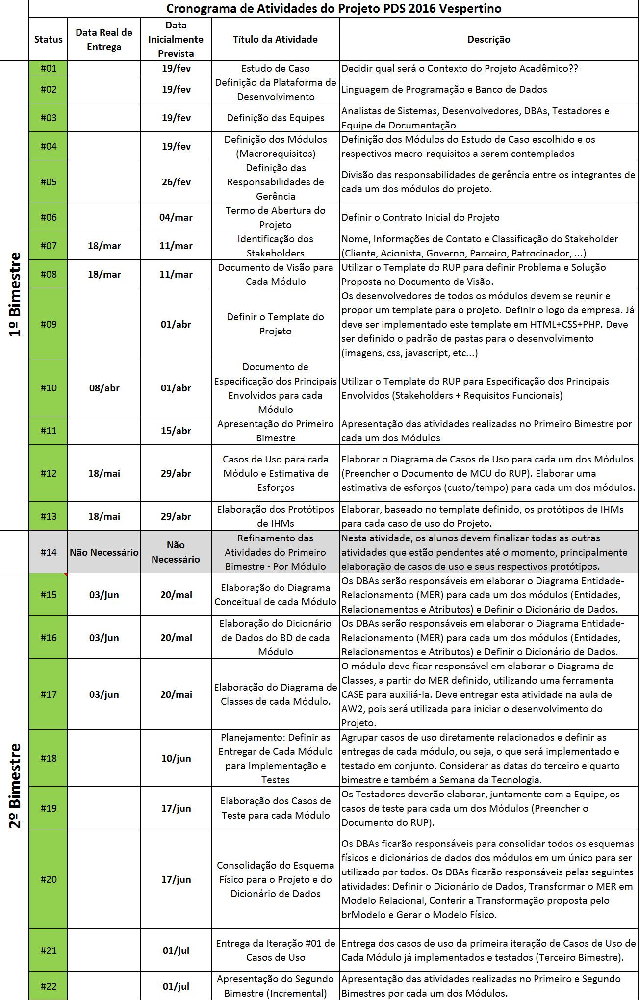 Cronograma de Atividades do Projeto PDS 2016 Vespertino
Status
Data Real de
Entrega
Data
Inicialmente
Prevista
Título da Atividade
Descrição
1º Bimestre
#01
19/fev
Estudo de Caso
Decidir qual será o Contexto do Projeto Acadêmico??
#02
19/fev
Definição da Plataforma de
Desenvolvimento
Linguagem de Programação e Banco de Dados
#03
19/fev
Definição das Equipes
Analistas de Sistemas, Desenvolvedores, DBAs, Testadores e
Equipe de Documentação
#04
19/fev
Definição dos Módulos
(Macrorequisitos)
Definição dos Módulos do Estudo de Caso escolhido e os
respectivos macro-requisitos a serem contemplados
#05
26/fev
Definição das
Responsabilidades de
Gerência
Divisão das responsabilidades de gerência entre os integrantes de
cada um dos módulos do projeto.
#06
04/mar
Termo de Abertura do
Projeto
Definir o Contrato Inicial do Projeto
#07
18/mar
11/mar
Identificação dos
Stakeholders
Nome, Informações de Contato e Classificação do Stakeholder
(Cliente, Acionista, Governo, Parceiro, Patrocinador, ...)
#08
18/mar
11/mar
Documento de Visão para
Cada Módulo
Utilizar o Template do RUP para definir Problema e Solução
Proposta no Documento de Visão.
#09
01/abr
Definir o Template do
Projeto
Os desenvolvedores de todos os módulos devem se reunir e
propor um template para o projeto. Definir o logo da empresa. Já
deve ser implementado este template em HTML+CSS+PHP. Deve
ser definido o padrão de pastas para o desenvolvimento
(imagens, css, javascript, etc...)
#10
08/abr
01/abr
Documento de
Especificação dos Principais
Envolvidos para cada
Módulo
Utilizar o Template do RUP para Especificação dos Principais
Envolvidos (Stakeholders + Requisitos Funcionais)
#11
15/abr
Apresentação do Primeiro
Bimestre
Apresentação das atividades realizadas no Primeiro Bimestre por
cada um dos Módulos
#12
18/mai
29/abr
Casos de Uso para cada
Módulo e Estimativa de
Esforços
Elaborar o Diagrama de Casos de Uso para cada um dos Módulos
(Preencher o Documento de MCU do RUP). Elaborar uma
estimativa de esforços (custo/tempo) para cada um dos módulos.
#13
18/mai
29/abr
Elaboração dos Protótipos
de IHMs
Elaborar, baseado no template definido, os protótipos de IHMs
para cada caso de uso do Projeto.
2º Bimestre
#14
Não Necessário
Não
Necessário
Refinamento das
Atividades do Primeiro
Bimestre - Por Módulo
Nesta atividade, os alunos devem finalizar todas as outras
atividades que estão pendentes até o momento, principalmente
elaboração de casos de uso e seus respectivos protótipos.
#15
03/jun
20/mai
Elaboração do Diagrama
Conceitual de cada Módulo
Os DBAs serão responsáveis em elaborar o Diagrama Entidade-
Relacionamento (MER) para cada um dos módulos (Entidades,
Relacionamentos e Atributos) e Definir o Dicionário de Dados.
#16
03/jun
20/mai
Elaboração do Dicionário
de Dados do BD de cada
Módulo
Os DBAs serão responsáveis em elaborar o Diagrama Entidade-
Relacionamento (MER) para cada um dos módulos (Entidades,
Relacionamentos e Atributos) e Definir o Dicionário de Dados.
#17
03/jun
20/mai
Elaboração do Diagrama de
Classes de cada Módulo.
O módulo deve ficar responsável em elaborar o Diagrama de
Classes, a partir do MER definido, utilizando uma ferramenta
CASE para auxiliá-la. Deve entregar esta atividade na aula de
AW2, pois será utilizada para iniciar o desenvolvimento do
Projeto.
#18
10/jun
Planejamento: Definir as
Entregar de Cada Módulo
para Implementação e
Testes
Agrupar casos de uso diretamente relacionados e definir as
entregas de cada módulo, ou seja, o que será implementado e
testado em conjunto. Considerar as datas do terceiro e quarto
bimestre e também a Semana da Tecnologia.
#19
17/jun
Elaboração dos Casos de
Teste para cada Módulo
Os Testadores deverão elaborar, juntamente com a Equipe, os
casos de teste para cada um dos Módulos (Preencher o
Documento do RUP).
#20
17/jun
Consolidação do Esquema
Físico para o Projeto e do
Dicionário de Dados
Os DBAs ficarão responsáveis para consolidar todos os esquemas
físicos e dicionários de dados dos módulos em um único para ser
utilizado por todos. Os DBAs ficarão responsáveis pelas seguintes
atividades: Definir o Dicionário de Dados, Transformar o MER em
Modelo Relacional, Conferir a Transformação proposta pelo
brModelo e Gerar o Modelo Físico.
#21
01/jul
Entrega da Iteração #01 de
Casos de Uso
Entrega dos casos de uso da primeira iteração de Casos de Uso de
Cada Módulo já implementados e testados (Terceiro Bimestre).
#22
01/jul
Apresentação do Segundo
Bimestre (Incremental)
Apresentação das atividades realizadas no Primeiro e Segundo
Bimestres por cada um dos Módulos.